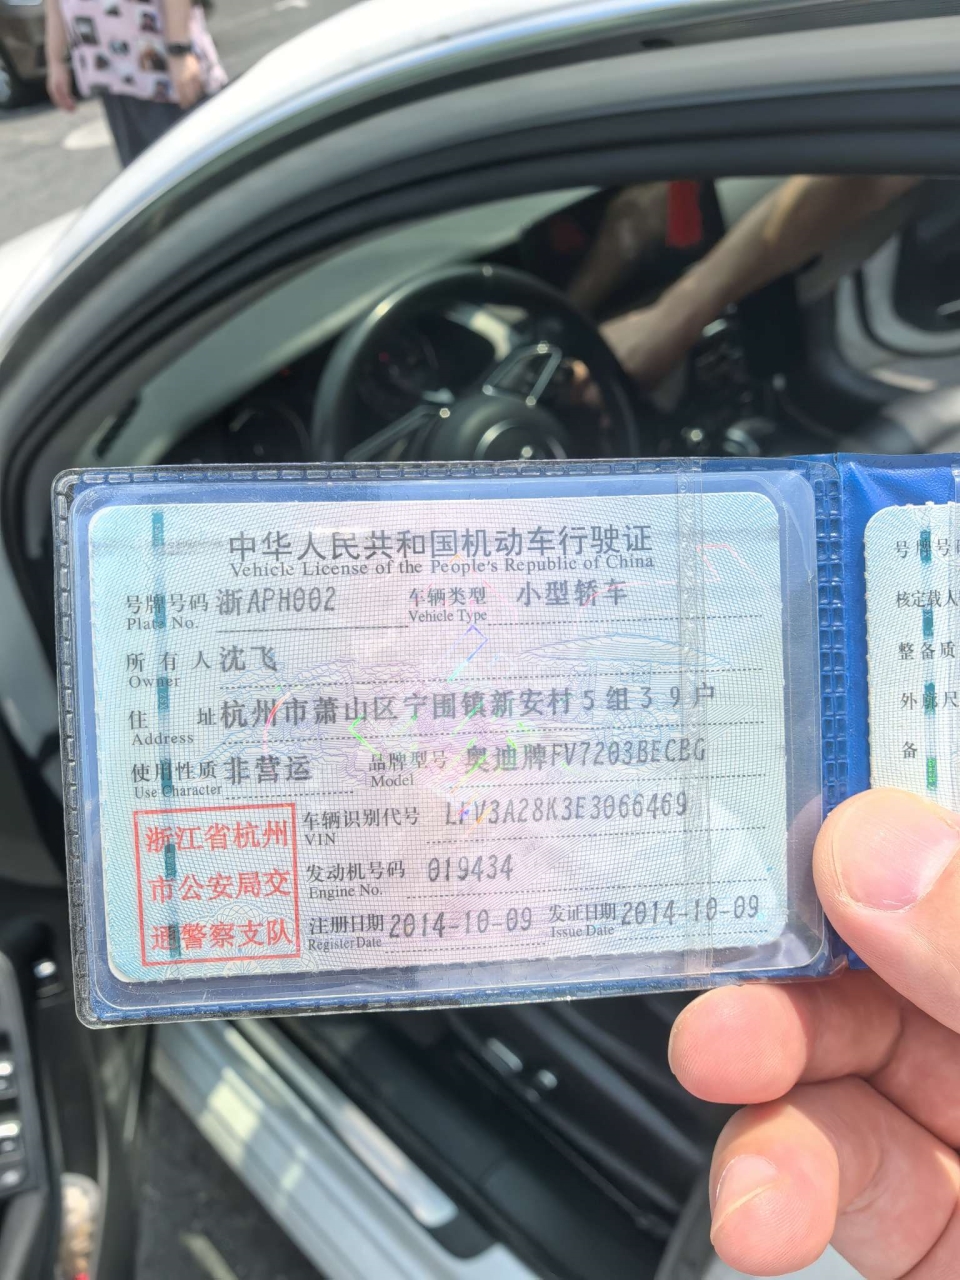 中华人民共和国机动车行驶证
Vehicle License of the People's Republic of China
号牌号码 浙APH002 车辆类型 小型轿车
Plate No. Vehicle Type
所有人 沈飞
Owner
住址 杭州市萧山区宁围镇新安村5组39户
Address
使用性质 非营运 品牌型号 奥迪牌FV7203BECBG
Use Character Model
浙江省杭州
市公安局交
通警察支队
车辆识别代号 LFV3A28K3E3066469
VIN
发动机号码 019434
Engine No.
注册日期 2014-10-09 发证日期 2014-10-09
Register Date Issue Date
号牌号
核定载人
整备质
外廓尺
备